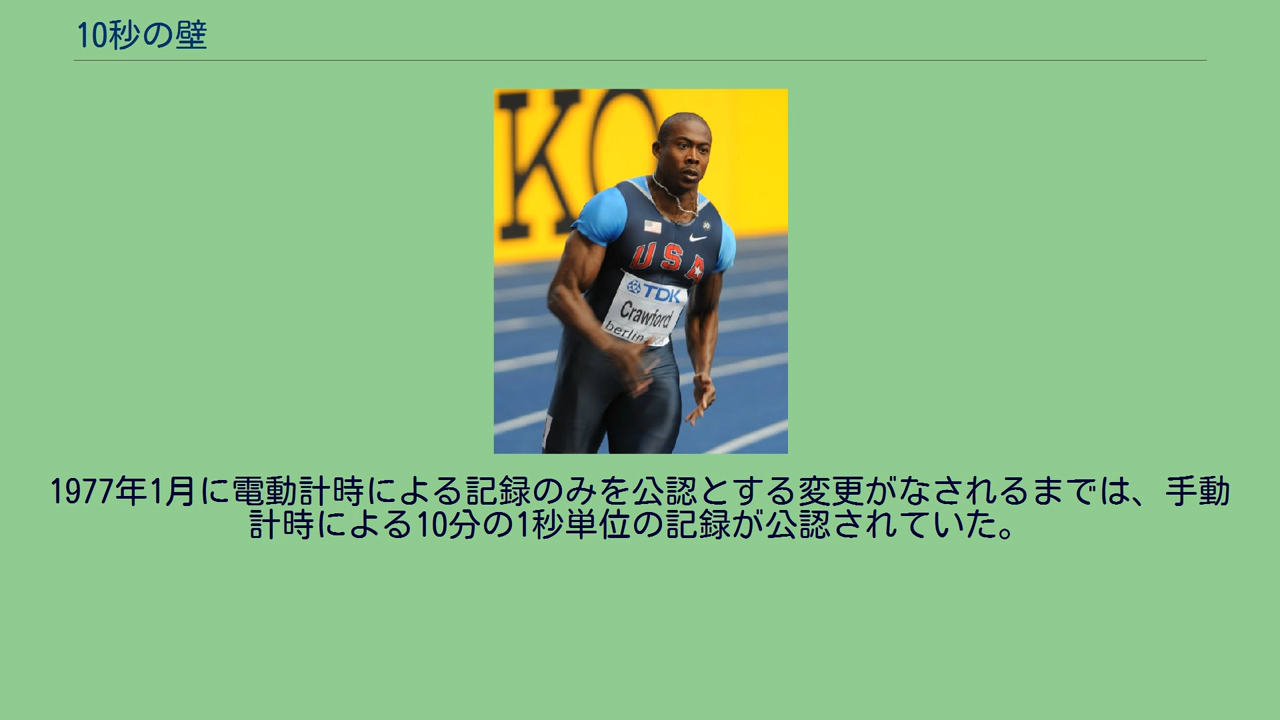 10秒の壁
KO
USA
TDK
Crawford
berlin
1977年1月に電動計時による記録のみを公認とする変更がなされるまでは、手動
計時による10分の1秒単位の記録が公認されていた。